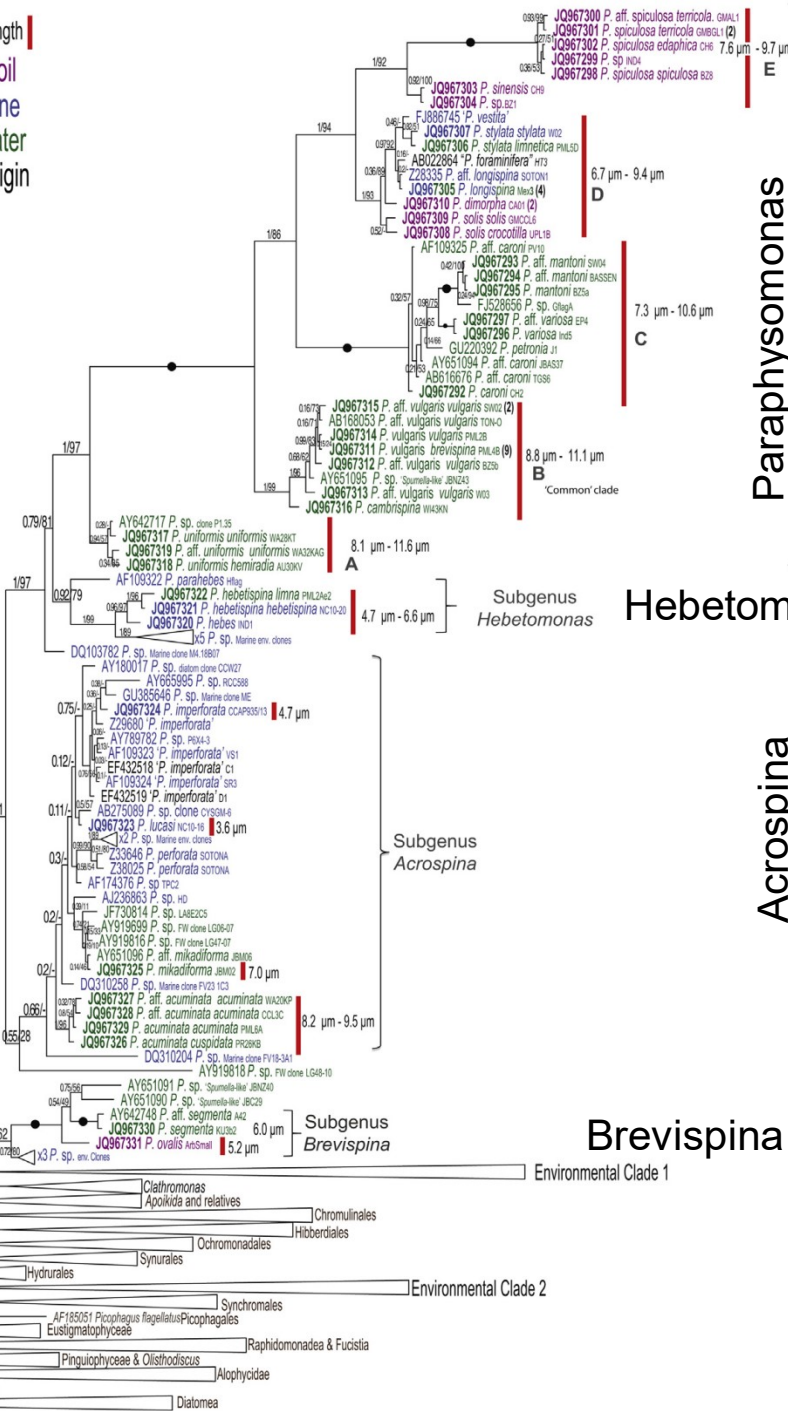 ngth
oil
ne
ater
igin
JQ967300 P. aff. spiculosa terricola. GMAL1
JQ967301 P. spiculosa terricola GMBGL1 (2)
JQ967302 P. spiculosa edaphica CH6
JQ967299 P. sp IND4
JQ967298 P. spiculosa spiculosa BZ8
7.6 µm - 9.7 µm
E
JQ967303 P. sinensis CH9
JQ967304 P. sp.BZ1
FJ886745 'P. vestita'
JQ967307 P. stylata stylata W02
JQ967306 P. stylata limnetica PML5D
AB022864 "P. foraminifera" HT3
Z28335 P. aff. longispina SOTON1
JQ967305 P. longispina Mex3 (4)
JQ967310 P. dimorpha CA01 (2)
JQ967309 P. solis solis GMCCL6
JQ967308 P. solis crocotilla UPL1B
6.7 µm - 9.4 µm
D
AF109325 P. aff. caroni PV10
JQ967293 P. aff. mantoni SW04
JQ967294 P. aff. mantoni BASSEN
JQ967295 P. mantoni BZ5a
FJ528656 P. sp. GflagA
JQ967297 P. aff. variosa EP4
JQ967296 P. variosa Ind5
GU220392 P. petronia J1
AY651094 P. aff. caroni JBAS37
AB616676 P. aff. caroni TGS6
JQ967292 P. caroni CH2
7.3 µm - 10.6 µm
C
Paraphysomonas
JQ967315 P. aff. vulgaris vulgaris SW02 (2)
AB168053 P. vulgaris vulgaris TON-O
JQ967314 P. vulgaris vulgaris PML2B
JQ967311 P. vulgaris brevispina PML4B (9)
JQ967312 P. aff. vulgaris vulgaris BZ5b
AY651095 P. sp. 'Spumella-like' JBNZ43
JQ967313 P. aff. vulgaris vulgaris W03
JQ967316 P. cambrispina WI43KN
8.8 µm - 11.1 µm
B
'Common' clade
AY642717 P. sp. clone P1.35
JQ967317 P. uniformis uniformis WA28KT
JQ967319 P. aff. uniformis uniformis WA32KAG
JQ967318 P. uniformis hemiradia AU30KV
8.1 µm - 11.6 µm
A
AF109322 P. parahebes Hflag
JQ967322 P. hebetispina limna PML2Ae2
JQ967321 P. hebetispina hebetispina NC10-20
JQ967320 P. hebes IND1
x5 P. sp. Marine env. clones
4.7 µm - 6.6 µm
Subgenus
Hebetomonas
Hebetom
DQ103782 P. sp. Marine clone M4.18B07
AY180017 P. sp. diatom clone CCW27
AY665995 P. sp. RCC588
GU385646 P. sp. Marine clone ME
JQ967324 P. imperforata CCAP935/13
4.7 µm
Z29680 'P. imperforata'
AY789782 P. sp. P6X4-3
AF109323 'P. imperforata' VS1
EF432518 'P. imperforata' C1
AF109324 'P. imperforata' SR3
EF432519 'P. imperforata' D1
AB275089 P. sp. clone CYSGM-6
JQ967323 P. lucasi NC10-16
3.6 µm
x2 P. sp. Marine env. clones
Z33646 P. perforata SOTONA
Z38025 P. perforata SOTONA
AF174376 P. sp TPC2
AJ236863 P. sp. HD
JF730814 P. sp. LA8E2C5
AY919699 P. sp. FW clone LG06-07
AY919816 P. sp. FW clone LG47-07
AY651096 P. aff. mikadiforma JBM06
JQ967325 P. mikadiforma JBM02
7.0 µm
DQ310258 P. sp. Marine clone FV23 1C3
JQ967327 P. aff. acuminata acuminata WA20KP
JQ967328 P. aff. acuminata acuminata CCL3C
JQ967329 P. acuminata acuminata PML6A
JQ967326 P. acuminata cuspidata PR26KB
8.2 µm - 9.5 µm
DQ310204 P. sp. Marine clone FV18-3A1
AY919818 P. sp. FW clone LG48-10
Subgenus
Acrospina
Acrospina
AY651091 P. sp. 'Spumella-like' JBNZ40
AY651090 P. sp. 'Spumella-like' JBC29
AY642748 P. aff. segmenta A42
JQ967330 P. segmenta KU3b2
6.0 µm
JQ967331 P. ovalis ArbSmall
5.2 µm
x3 P. sp. env. Clones
Subgenus
Brevispina
Brevispina
1/92
1/94
1/93
1/86
1/97
1/99
0.79/81
1/97
0.92/79
0.75/-
0.12/-
0.11/-
0.3/-
0.2/-
0.2/-
0.66/-
0.55/28
Environmental Clade 1
Clathromonas
Apoikida and relatives
Chromulinales
Hibberdiales
Ochromonadales
Synurales
Hydrurales
Environmental Clade 2
Synchromales
AF185051 Picophagus flagellatus Picophagales
Eustigmatophyceae
Raphidomonadea & Fucistia
Pinguiophyceae & Olisthodiscus
Alophycidae
Diatomea